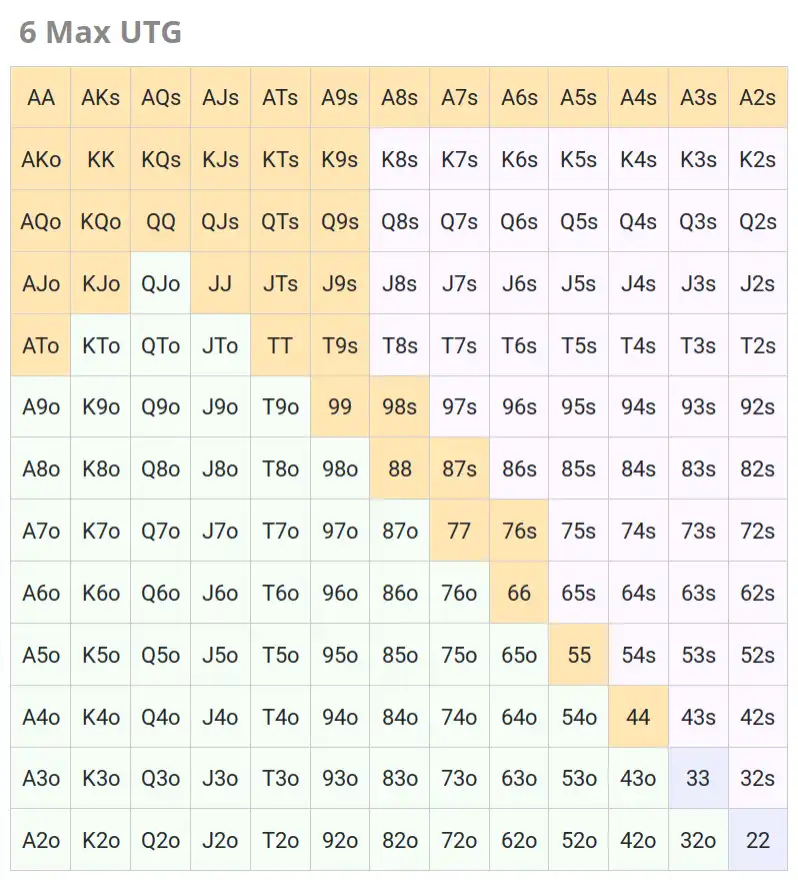 6 Max UTG
AA AKs AQs AJs ATs A9s A8s A7s A6s A5s A4s A3s A2s
AKo KK KQs KJs KTs K9s K8s K7s K6s K5s K4s K3s K2s
AQo KQo QQ QJs QTs Q9s Q8s Q7s Q6s Q5s Q4s Q3s Q2s
AJo KJo QJo JJ JTs J9s J8s J7s J6s J5s J4s J3s J2s
ATo KTo QTo JTo TT T9s T8s T7s T6s T5s T4s T3s T2s
A9o K9o Q9o J9o T9o 99 98s 97s 96s 95s 94s 93s 92s
A8o K8o Q8o J8o T8o 98o 88 87s 86s 85s 84s 83s 82s
A7o K7o Q7o J7o T7o 97o 87o 77 76s 75s 74s 73s 72s
A6o K6o Q6o J6o T6o 96o 86o 76o 66 65s 64s 63s 62s
A5o K5o Q5o J5o T5o 95o 85o 75o 65o 55 54s 53s 52s
A4o K4o Q4o J4o T4o 94o 84o 74o 64o 54o 44 43s 42s
A3o K3o Q3o J3o T3o 93o 83o 73o 63o 53o 43o 33 32s
A2o K2o Q2o J2o T2o 92o 82o 72o 62o 52o 42o 32o 22